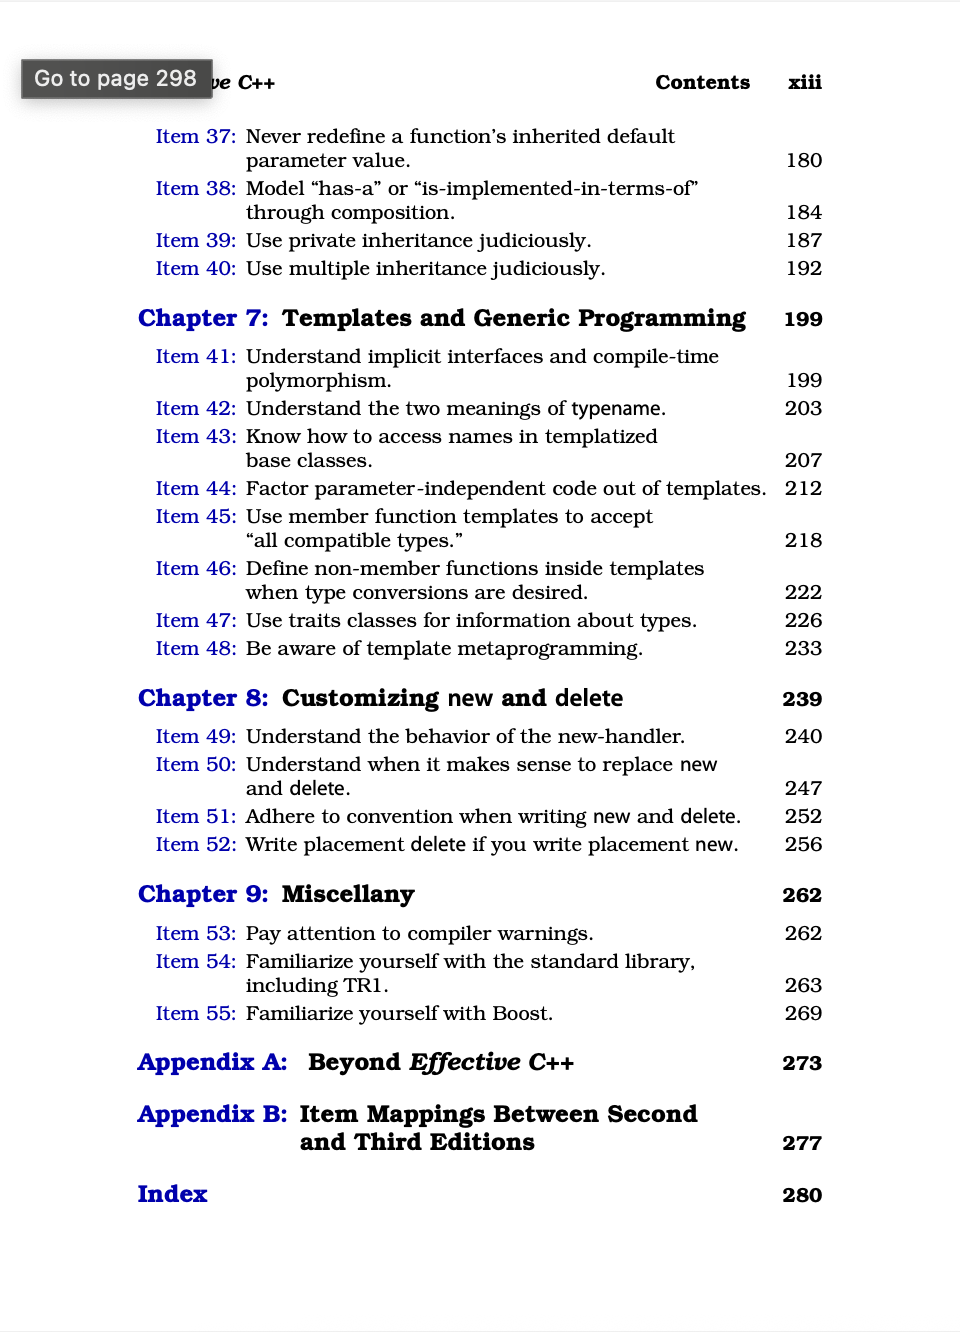 Go to page 298
ve C++ Contents xiii
Item 37: Never redefine a function’s inherited default
parameter value. 180
Item 38: Model “has-a” or “is-implemented-in-terms-of”
through composition. 184
Item 39: Use private inheritance judiciously. 187
Item 40: Use multiple inheritance judiciously. 192
Chapter 7: Templates and Generic Programming 199
Item 41: Understand implicit interfaces and compile-time
polymorphism. 199
Item 42: Understand the two meanings of typename. 203
Item 43: Know how to access names in templatized
base classes. 207
Item 44: Factor parameter-independent code out of templates. 212
Item 45: Use member function templates to accept
“all compatible types.” 218
Item 46: Define non-member functions inside templates
when type conversions are desired. 222
Item 47: Use traits classes for information about types. 226
Item 48: Be aware of template metaprogramming. 233
Chapter 8: Customizing new and delete 239
Item 49: Understand the behavior of the new-handler. 240
Item 50: Understand when it makes sense to replace new
and delete. 247
Item 51: Adhere to convention when writing new and delete. 252
Item 52: Write placement delete if you write placement new. 256
Chapter 9: Miscellany 262
Item 53: Pay attention to compiler warnings. 262
Item 54: Familiarize yourself with the standard library,
including TR1. 263
Item 55: Familiarize yourself with Boost. 269
Appendix A: Beyond Effective C++ 273
Appendix B: Item Mappings Between Second
and Third Editions 277
Index 280